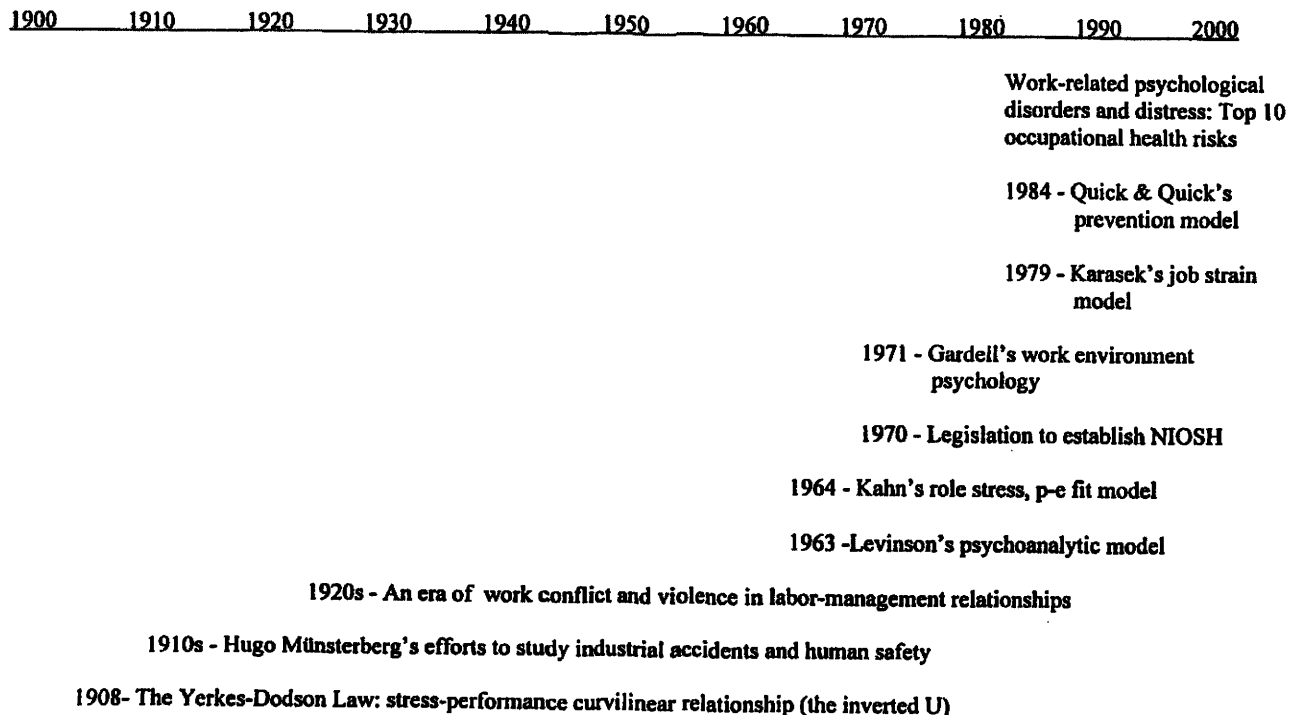 1900 1910 1920 1930 1940 1950 1960 1970 1980 1990 2000
Work-related psychological
disorders and distress: Top 10
occupational health risks
1984 - Quick & Quick's
prevention model
1979 - Karasek's job strain
model
1971 - Gardell's work environment
psychology
1970 - Legislation to establish NIOSH
1964 - Kahn's role stress, p-e fit model
1963 -Levinson's psychoanalytic model
1920s - An era of work conflict and violence in labor-management relationships
1910s - Hugo Münsterberg's efforts to study industrial accidents and human safety
1908- The Yerkes-Dodson Law: stress-performance curvilinear relationship (the inverted U)